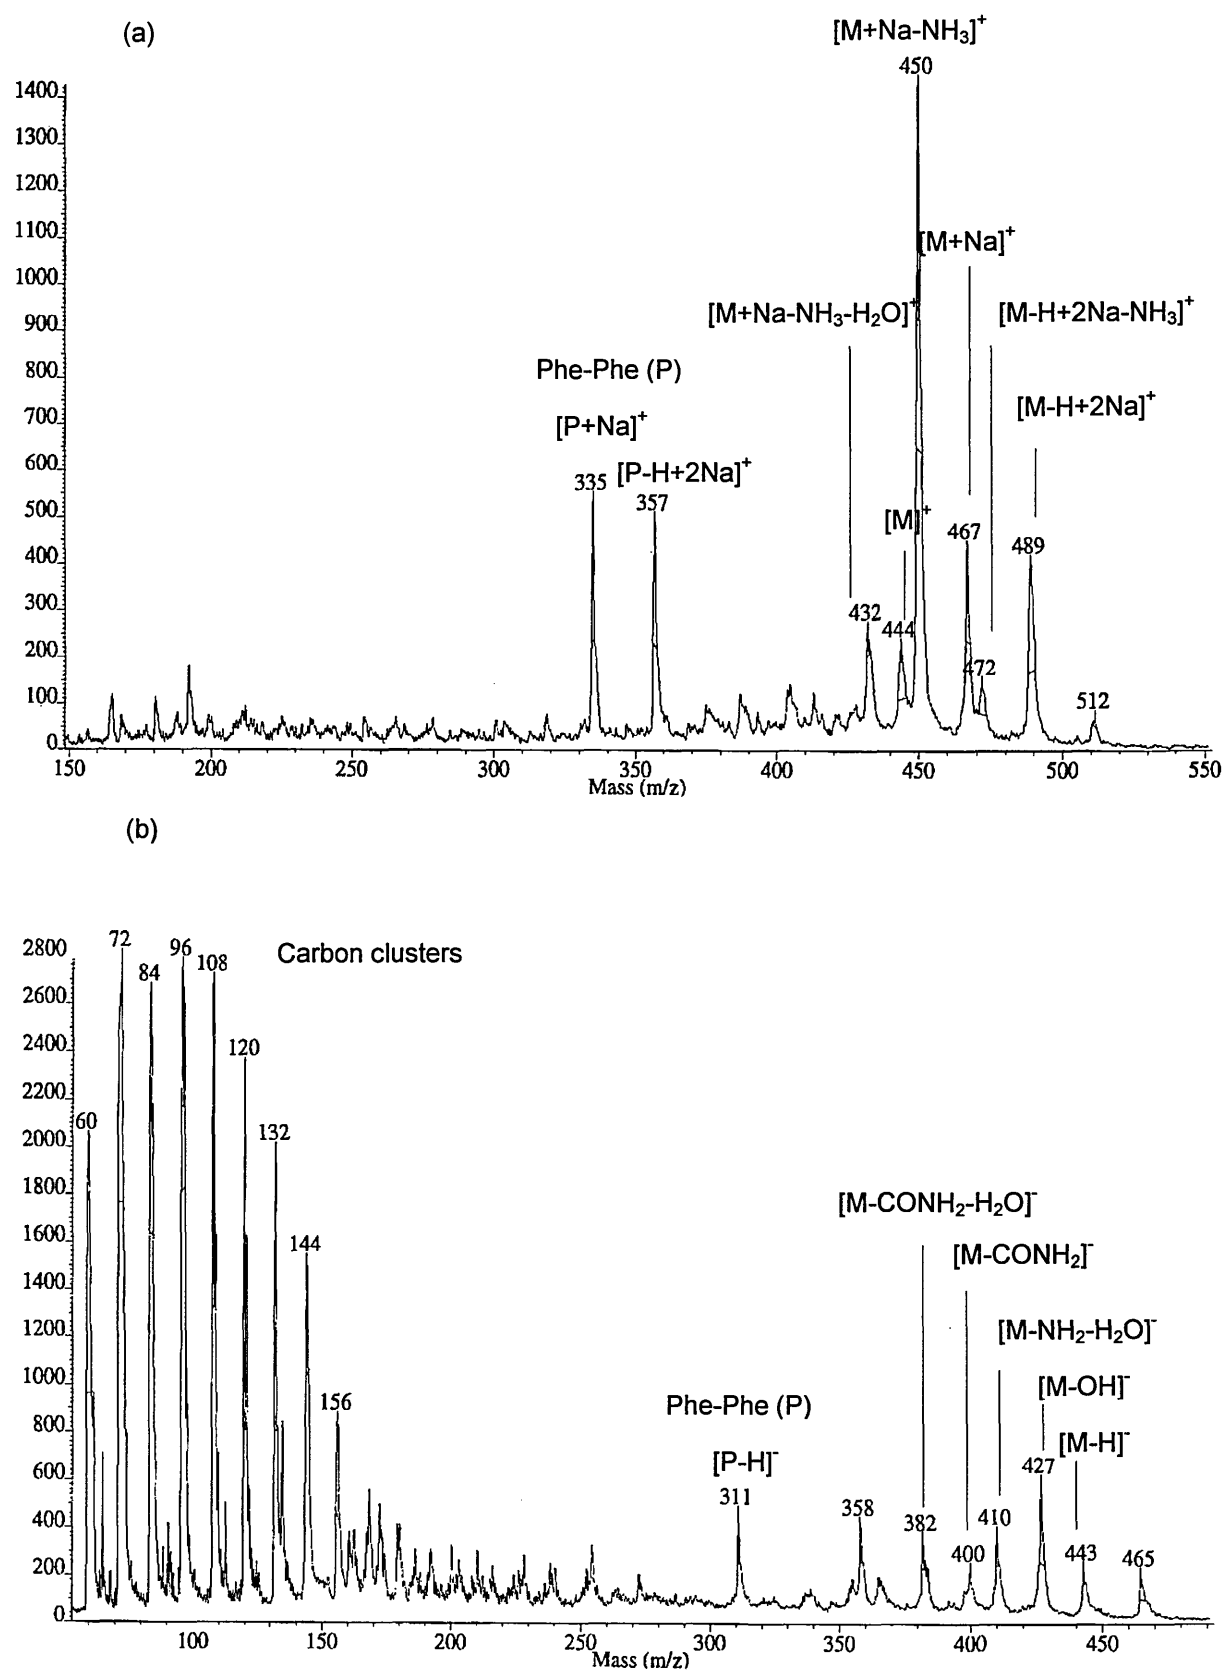 (a)
[M+Na-NH₃]⁺
450
1400
1300
1200
1100
[M+Na]⁺
1000
[M+Na-NH₃-H₂O]⁺
[M-H+2Na-NH₃]⁺
900
800
Phe-Phe (P)
[M-H+2Na]⁺
700
[P+Na]⁺
600
[P-H+2Na]⁺
335
357
500
[M]⁺
467
489
400
300
432
444
200
472
100
512
0
150 200 250 300 350 400 450 500 550
Mass (m/z)
(b)
Carbon clusters
2800
72
84
96
108
2600
2400
120
2200
60
2000
132
1800
[M-CONH₂-H₂O]⁻
1600
144
[M-CONH₂]⁻
1400
[M-NH₂-H₂O]⁻
1200
1000
156
Phe-Phe (P)
[M-OH]⁻
800
[P-H]⁻
[M-H]⁻
600
311
358
382
400
410
427
443
465
400
200
0
100 150 200 250 300 350 400 450
Mass (m/z)